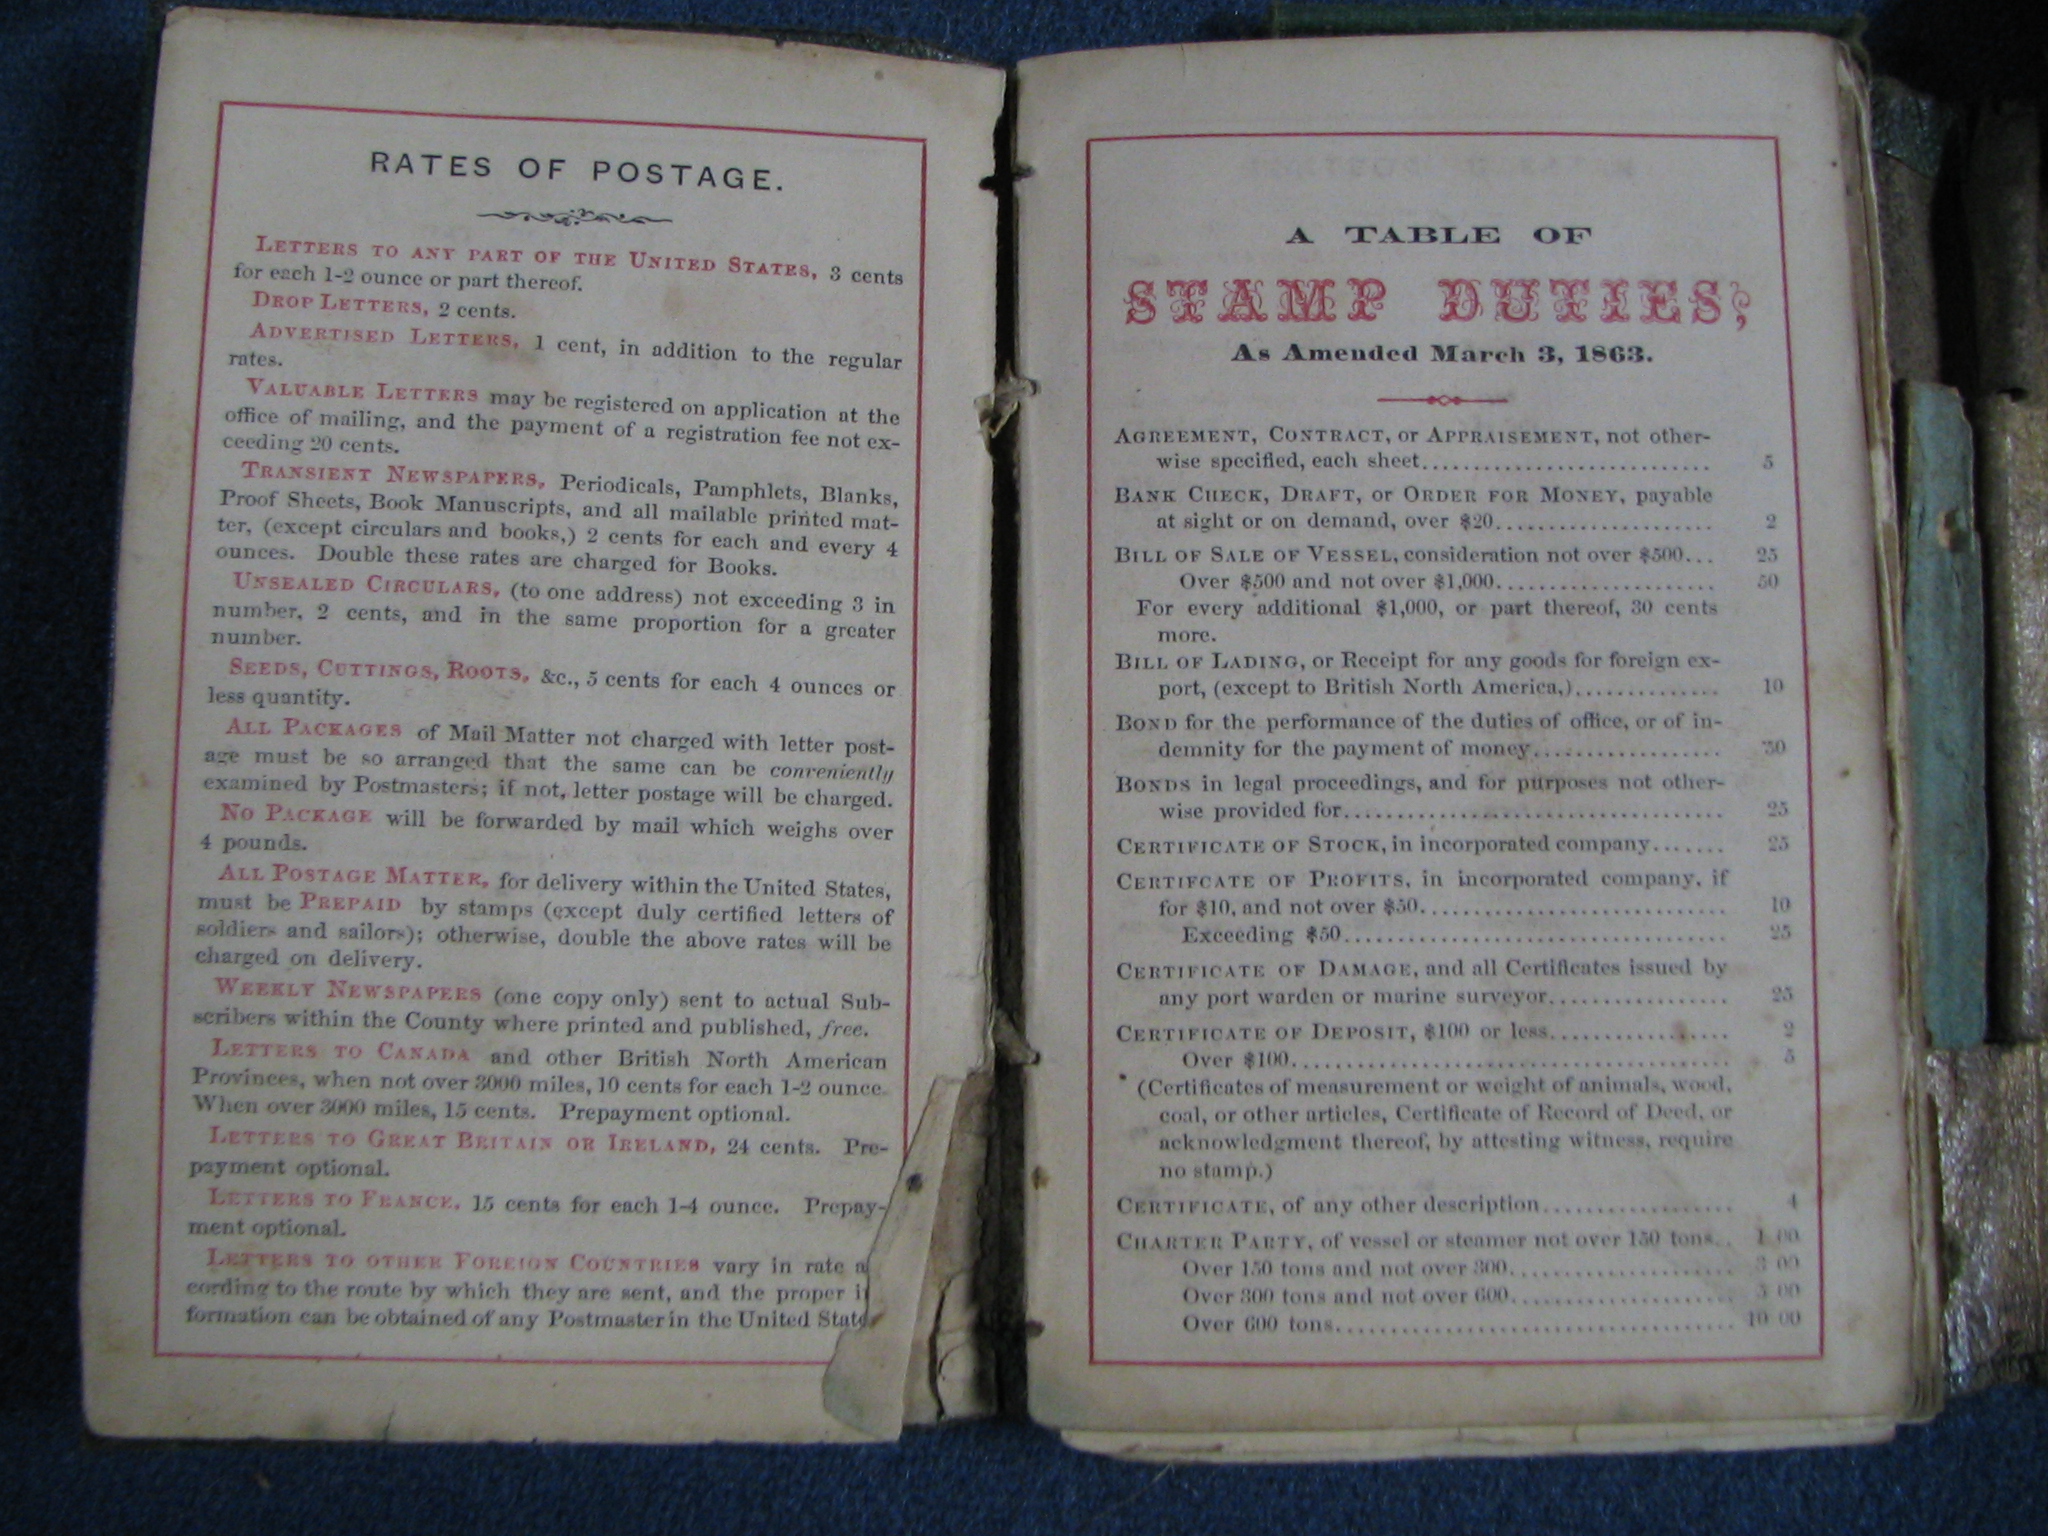 RATES OF POSTAGE.
LETTERS TO ANY PART OF THE UNITED STATES, 3 cents
for each 1-2 ounce or part thereof.
DROP LETTERS, 2 cents.
ADVERTISED LETTERS, 1 cent, in addition to the regular
rates.
VALUABLE LETTERS may be registered on application at the
office of mailing, and the payment of a registration fee not ex-
ceeding 20 cents.
TRANSIENT NEWSPAPERS, Periodicals, Pamphlets, Blanks,
Proof Sheets, Book Manuscripts, and all mailable printed mat-
ter, (except circulars and books,) 2 cents for each and every 4
ounces. Double these rates are charged for Books.
UNSEALED CIRCULARS, (to one address) not exceeding 3 in
number, 2 cents, and in the same proportion for a greater
number.
SEEDS, CUTTINGS, ROOTS, &c., 5 cents for each 4 ounces or
less quantity.
ALL PACKAGES of Mail Matter not charged with letter post-
age must be so arranged that the same can be conveniently
examined by Postmasters; if not, letter postage will be charged.
NO PACKAGE will be forwarded by mail which weighs over
4 pounds.
ALL POSTAGE MATTER, for delivery within the United States,
must be PREPAID by stamps (except duly certified letters of
soldiers and sailors); otherwise, double the above rates will be
charged on delivery.
WEEKLY NEWSPAPERS (one copy only) sent to actual Sub-
scribers within the County where printed and published, free.
LETTERS TO CANADA and other British North American
Provinces, when not over 3000 miles, 10 cents for each 1-2 ounce.
When over 3000 miles, 15 cents. Prepayment optional.
LETTERS TO GREAT BRITAIN OR IRELAND, 24 cents. Pre-
payment optional.
LETTERS TO FRANCE, 15 cents for each 1-4 ounce. Prepay-
ment optional.
LETTERS TO OTHER FOREIGN COUNTRIES vary in rate a
cording to the route by which they are sent, and the proper i
formation can be obtained of any Postmaster in the United State
A TABLE OF
STAMP DUTIES;
As Amended March 3, 1863.
AGREEMENT, CONTRACT, or APPRAISEMENT, not other-
wise specified, each sheet........................... 5
BANK CHECK, DRAFT, or ORDER FOR MONEY, payable
at sight or on demand, over $20.................... 2
BILL OF SALE OF VESSEL, consideration not over $500... 25
Over $500 and not over $1,000..................... 50
For every additional $1,000, or part thereof, 30 cents
more.
BILL OF LADING, or Receipt for any goods for foreign ex-
port, (except to British North America,).............. 10
BOND for the performance of the duties of office, or of in-
demnity for the payment of money.................. 50
BONDS in legal proceedings, and for purposes not other-
wise provided for.................................... 25
CERTIFICATE OF STOCK, in incorporated company....... 25
CERTIFCATE OF PROFITS, in incorporated company, if
for $10, and not over $50............................. 10
Exceeding $50.................................... 25
CERTIFICATE OF DAMAGE, and all Certificates issued by
any port warden or marine surveyor................. 25
CERTIFICATE OF DEPOSIT, $100 or less.................. 2
Over $100......................................... 5
(Certificates of measurement or weight of animals, wood,
coal, or other articles, Certificate of Record of Deed, or
acknowledgment thereof, by attesting witness, require
no stamp.)
CERTIFICATE, of any other description.................. 4
CHARTER PARTY, of vessel or steamer not over 150 tons.. 1 00
Over 150 tons and not over 300...................... 3 00
Over 300 tons and not over 600...................... 5 00
Over 600 tons...................................... 10 00